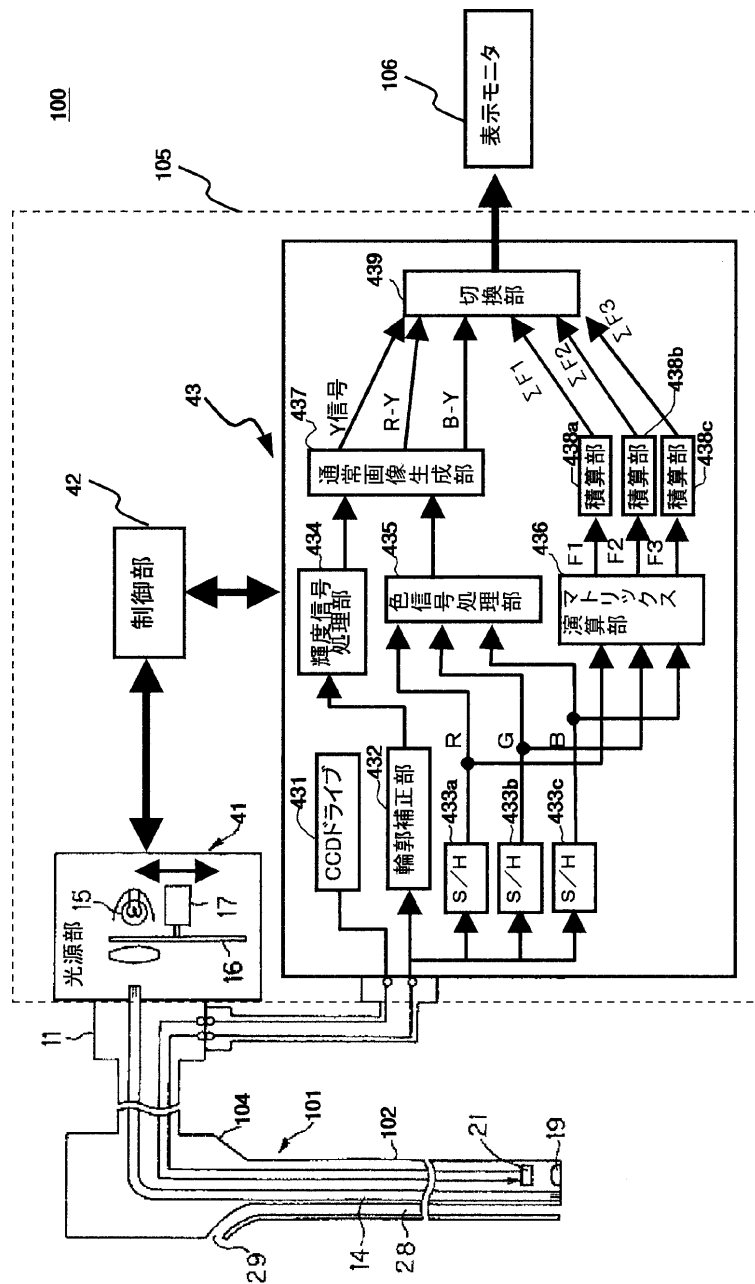 100
105
106
表示モニタ
42
制御部
43
41
光源部
15
17
16
11
104
101
102
21
19
14
28
29
431
CCDドライブ
432
輪郭補正部
433a
S/H
433b
S/H
433c
S/H
R
G
B
434
輝度信号
処理部
435
色信号処理部
436
マトリックス
演算部
437
通常画像生成部
Y信号
R-Y
B-Y
F1
F2
F3
438a
積算部
438b
積算部
438c
積算部
ΣF1
ΣF2
ΣF3
439
切換部